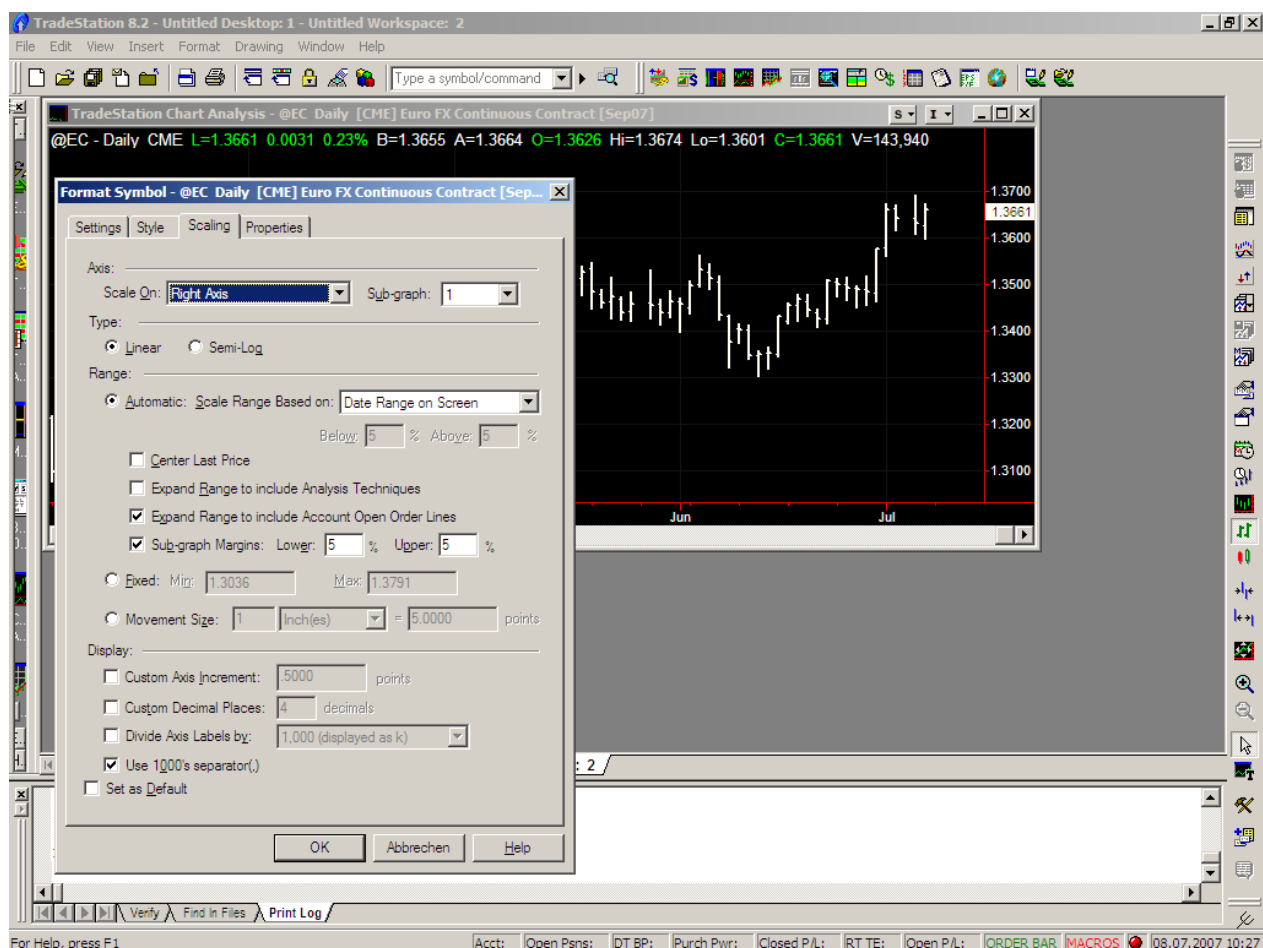 TradeStation 8.2 - Untitled Desktop: 1 - Untitled Workspace: 2
File Edit View Insert Format Drawing Window Help
Type a symbol/command
TradeStation Chart Analysis - @EC Daily [CME] Euro FX Continuous Contract [Sep07]
S I
@EC - Daily CME L=1.3661 0.0031 0.23% B=1.3655 A=1.3664 O=1.3626 Hi=1.3674 Lo=1.3601 C=1.3661 V=143,940
Format Symbol - @EC Daily [CME] Euro FX Continuous Contract [Sep...
Settings Style Scaling Properties
Axis:
Scale On: Right Axis Sub-graph: 1
Type:
Linear Semi-Log
Range:
Automatic: Scale Range Based on: Date Range on Screen
Below: 5 % Above: 5 %
Center Last Price
Expand Range to include Analysis Techniques
Expand Range to include Account Open Order Lines
Sub-graph Margins: Lower: 5 % Upper: 5 %
Fixed: Min: 1.3036 Max: 1.3791
Movement Size: 1 Inch(es) = 5.0000 points
Display:
Custom Axis Increment: .5000 points
Custom Decimal Places: 4 decimals
Divide Axis Labels by: 1,000 (displayed as k)
Use 1000's separator(,)
Set as Default
OK Abbrechen Help
1.3700
1.3661
1.3600
1.3500
1.3400
1.3300
1.3200
1.3100
Jun Jul
: 2
Verify Find In Files Print Log
For Help, press F1
Acct: Open Psns: DT BP: Purch Pwr: Closed P/L: RT TE: Open P/L: ORDER BAR MACROS 08.07.2007 10:27